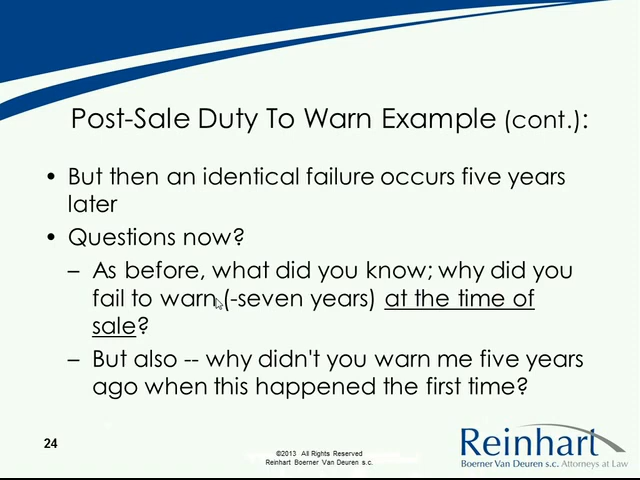 Post-Sale Duty To Warn Example (cont.):
• But then an identical failure occurs five years
later
• Questions now?
– As before, what did you know; why did you
fail to warn (-seven years) at the time of
sale?
– But also -- why didn't you warn me five years
ago when this happened the first time?
24
©2013 All Rights Reserved
Reinhart Boerner Van Deuren s.c.
Reinhart
Boerner Van Deuren s.c. Attorneys at Law